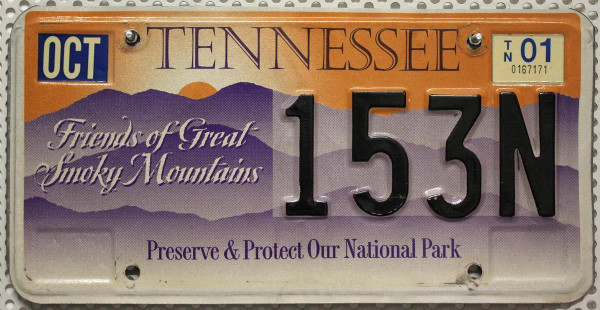 OCT
TENNESSEE
TN 01
0167171
Friends of Great
Smoky Mountains
153N
Preserve & Protect Our National Park